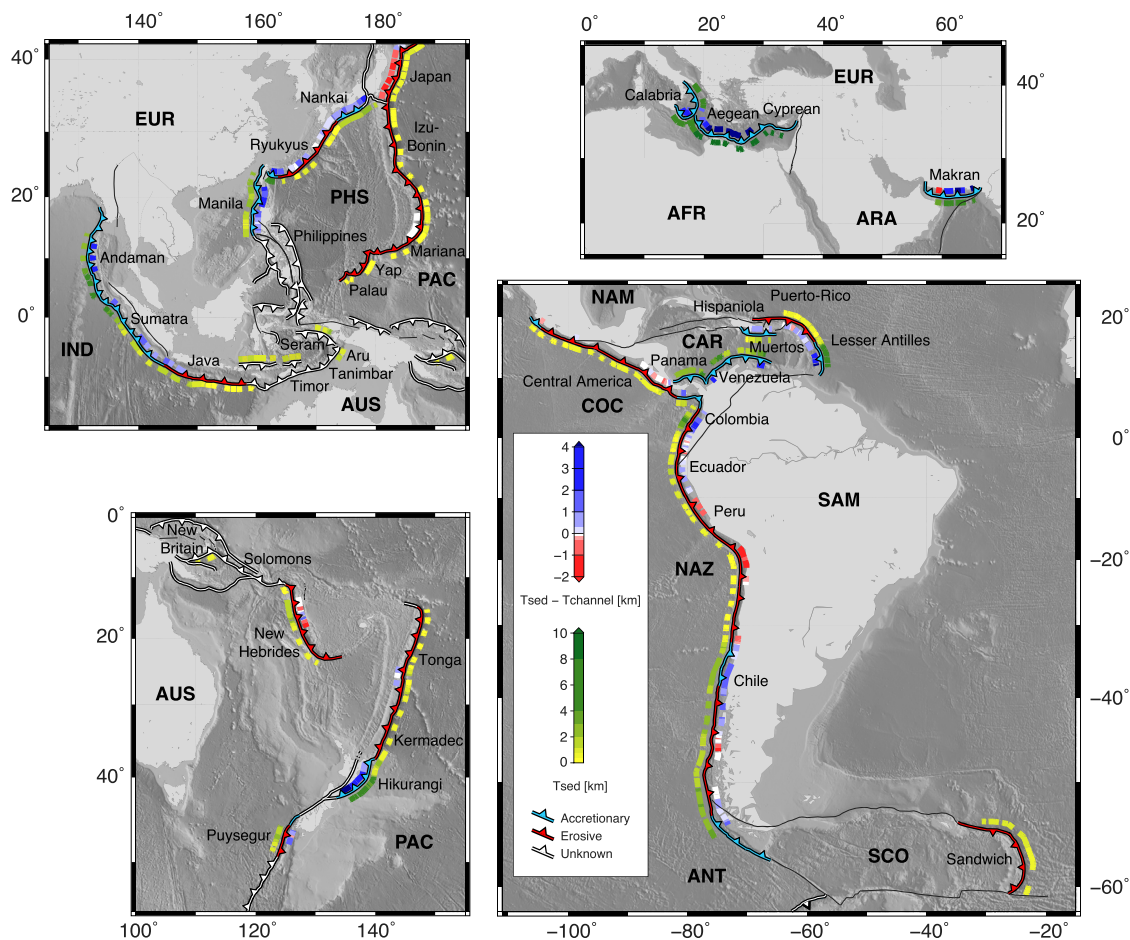 140°
160°
180°
40°
20°
0°
Japan
Nankai
EUR
Izu-
Bonin
Ryukyus
PHS
Manila
Philippines
Mariana
Andaman
Yap
PAC
Palau
Sumatra
IND
Seram
Java
Aru
Tanimbar
Timor
AUS
0°
20°
40°
60°
40°
20°
EUR
Calabria
Aegean
Cyprean
Makran
AFR
ARA
NAM
Puerto-Rico
Hispaniola
20°
CAR
Lesser Antilles
Muertos
Panama
Central America
Venezuela
COC
Colombia
0°
Ecuador
SAM
Peru
NAZ
−20°
Chile
−40°
SCO
Sandwich
ANT
−60°
−100°
−80°
−60°
−40°
−20°
4
3
2
1
0
−1
−2
Tsed − Tchannel [km]
10
8
6
4
2
0
Tsed [km]
Accretionary
Erosive
Unknown
0°
20°
40°
New
Britain
Solomons
New
Hebrides
Tonga
AUS
Kermadec
Hikurangi
Puysegur
PAC
100°
120°
140°